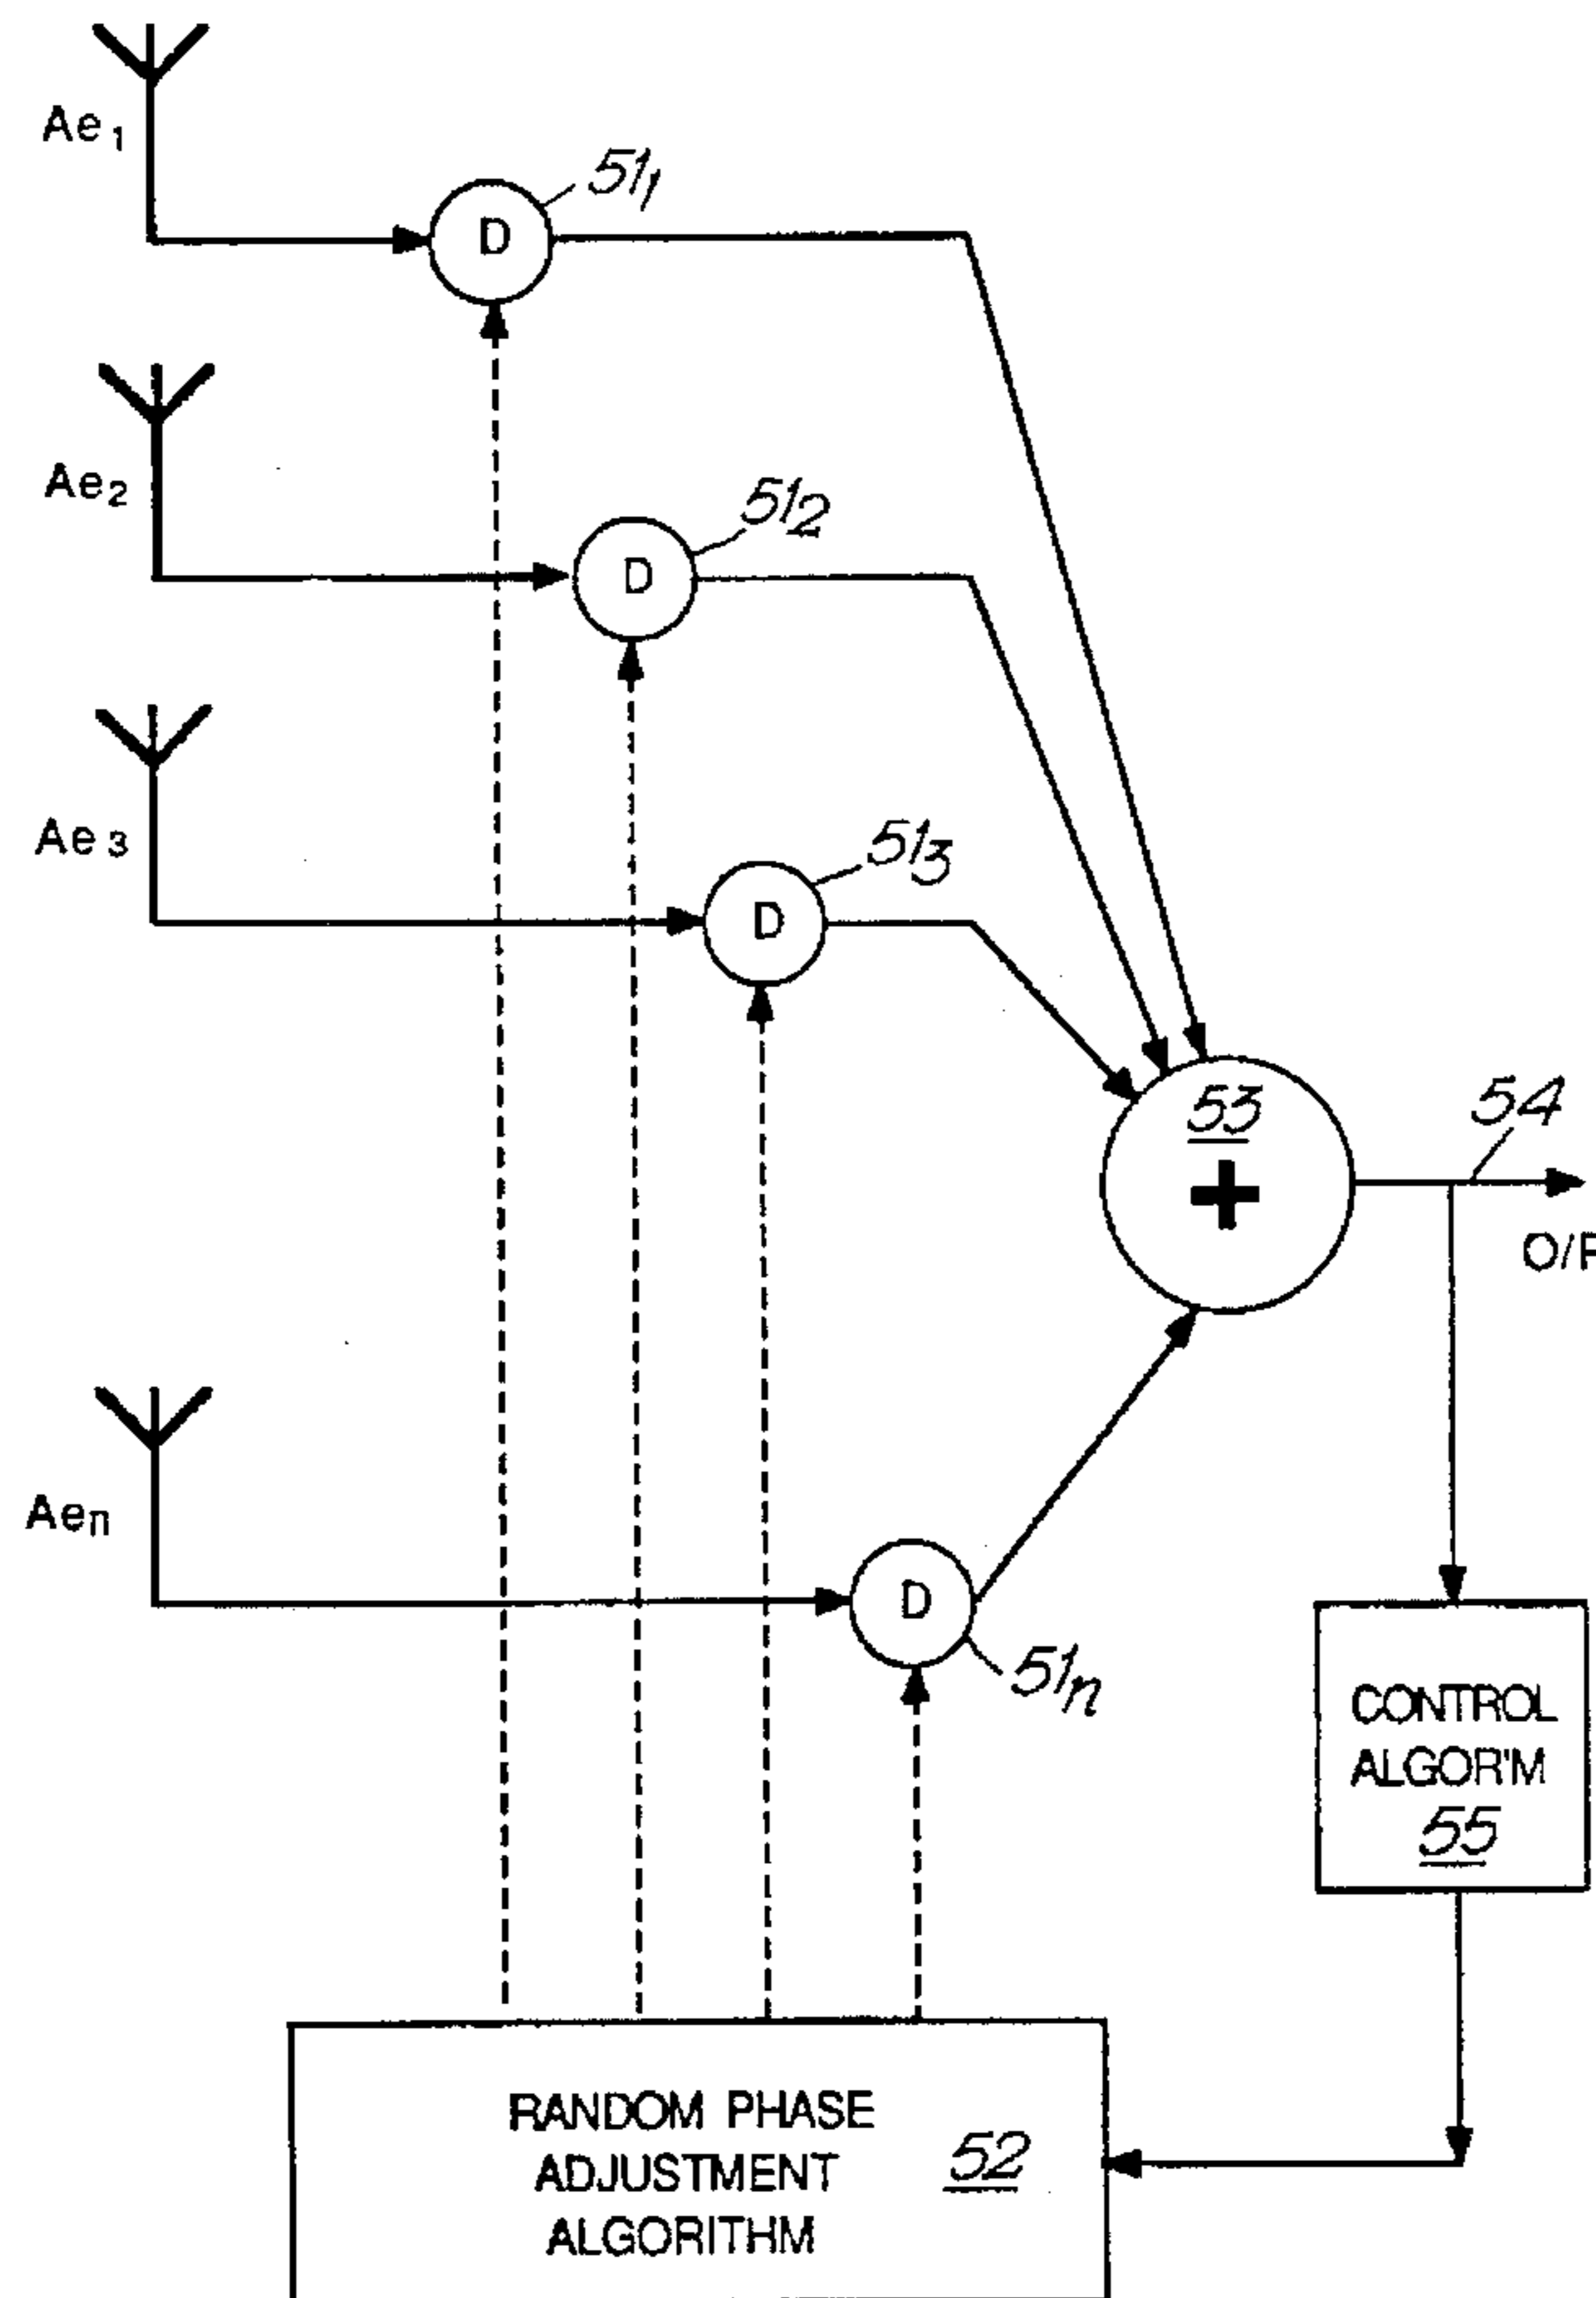 Ae1
511
Ae2
512
Ae3
513
53
+
54
O/P
Aen
D
D
D
D
51n
CONTROL
ALGOR'M
55
RANDOM PHASE
ADJUSTMENT
ALGORITHM
52